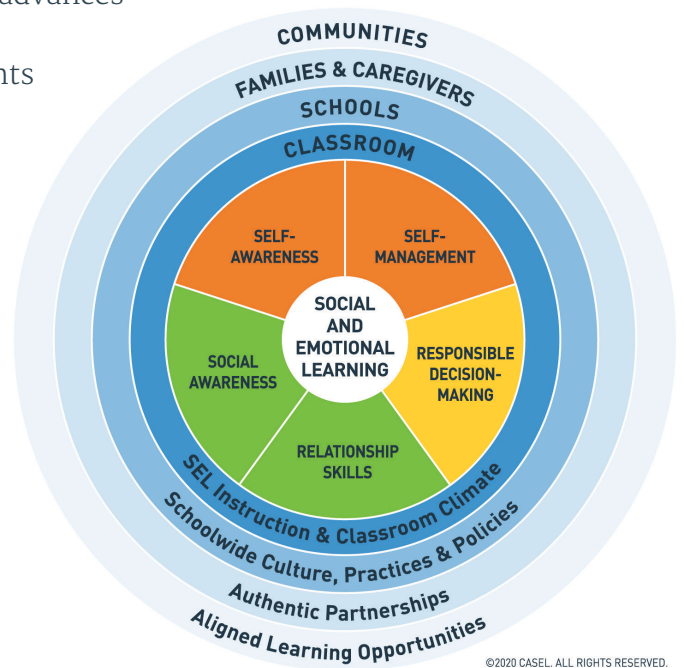 advances
nts
COMMUNITIES
FAMILIES & CAREGIVERS
SCHOOLS
CLASSROOM
SELF-
AWARENESS
SELF-
MANAGEMENT
SOCIAL
AND
EMOTIONAL
LEARNING
SOCIAL
AWARENESS
RESPONSIBLE
DECISION-
MAKING
RELATIONSHIP
SKILLS
SEL Instruction & Classroom Climate
Schoolwide Culture, Practices & Policies
Authentic Partnerships
Aligned Learning Opportunities
©2020 CASEL. ALL RIGHTS RESERVED.